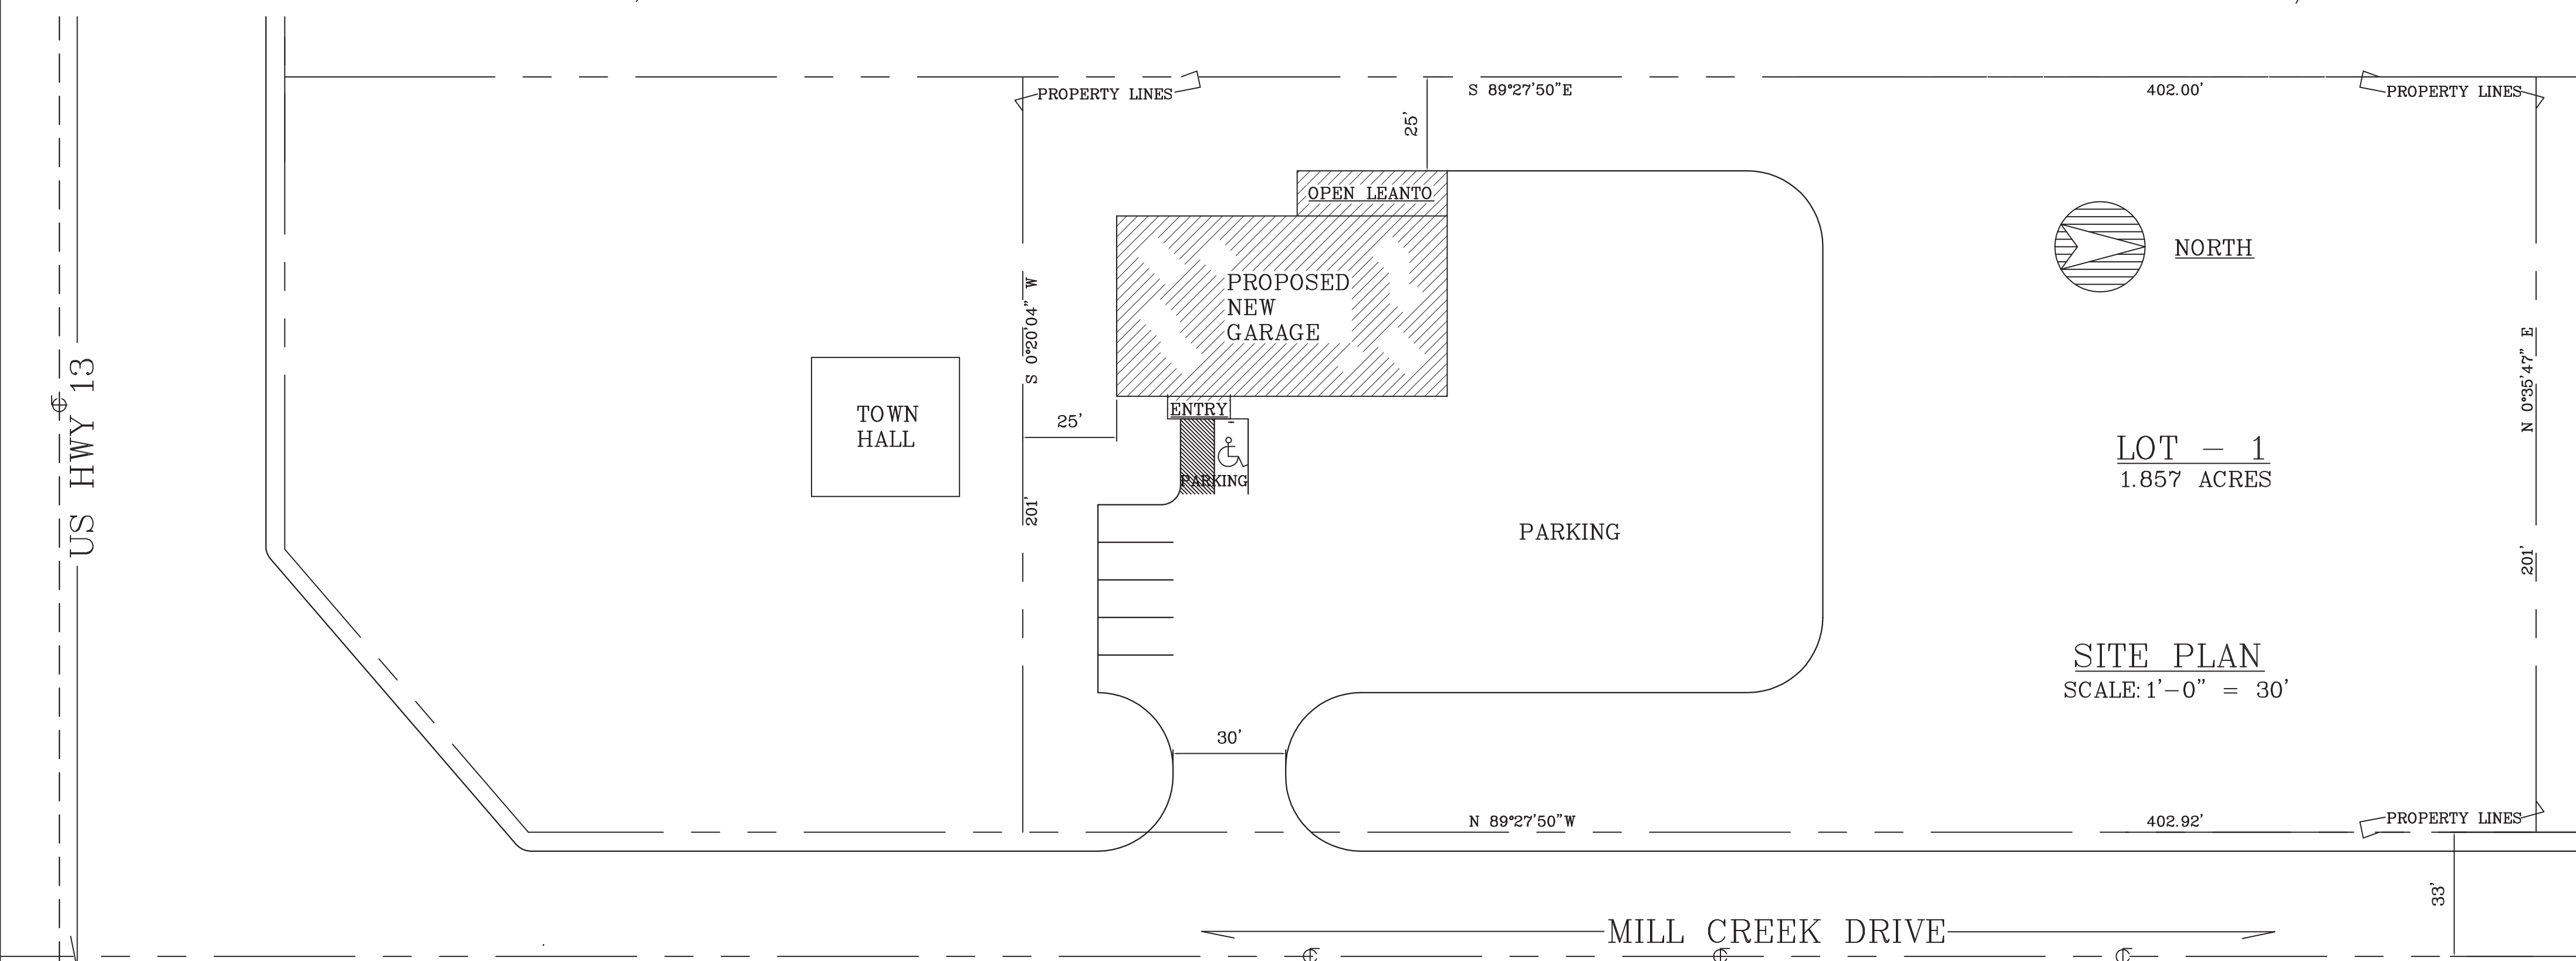 PROPERTY LINES
S 89°27'50"E
402.00'
PROPERTY LINES
25'
OPEN LEANTO
NORTH
PROPOSED
NEW
GARAGE
S 0°20'04" W
N 0°35'47" E
US HWY 13
TOWN
HALL
25'
ENTRY
PARKING
LOT - 1
1.857 ACRES
201'
PARKING
201'
SITE PLAN
SCALE: 1'-0" = 30'
30'
N 89°27'50"W
402.92'
PROPERTY LINES
33'
MILL CREEK DRIVE